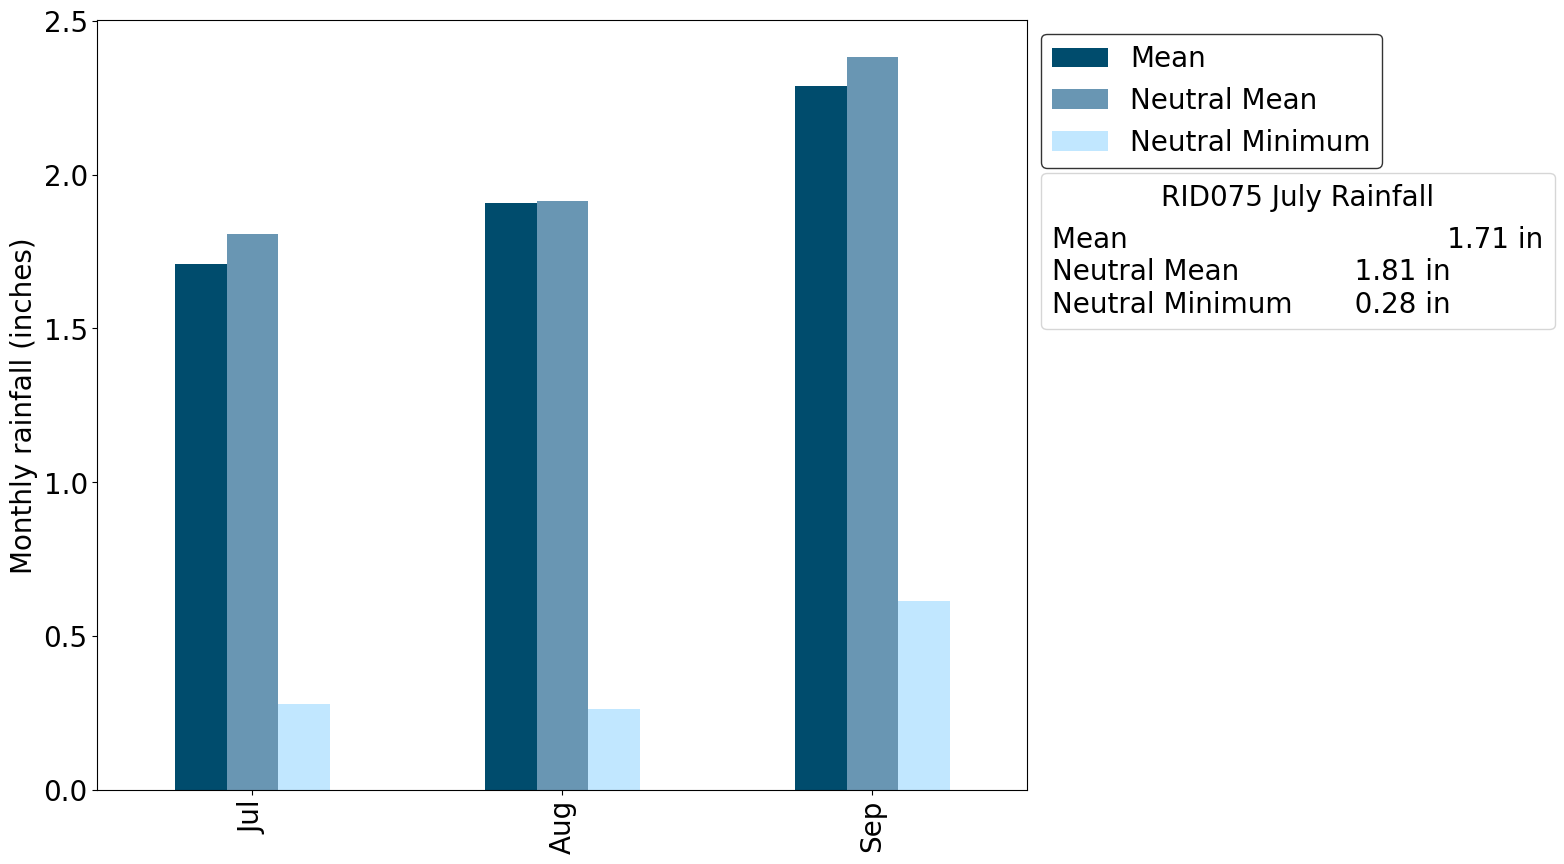 2.5
2.0
1.5
1.0
0.5
0.0
Monthly rainfall (inches)
Jul
Aug
Sep
Mean
Neutral Mean
Neutral Minimum
RID075 July Rainfall
Mean 1.71 in
Neutral Mean 1.81 in
Neutral Minimum 0.28 in